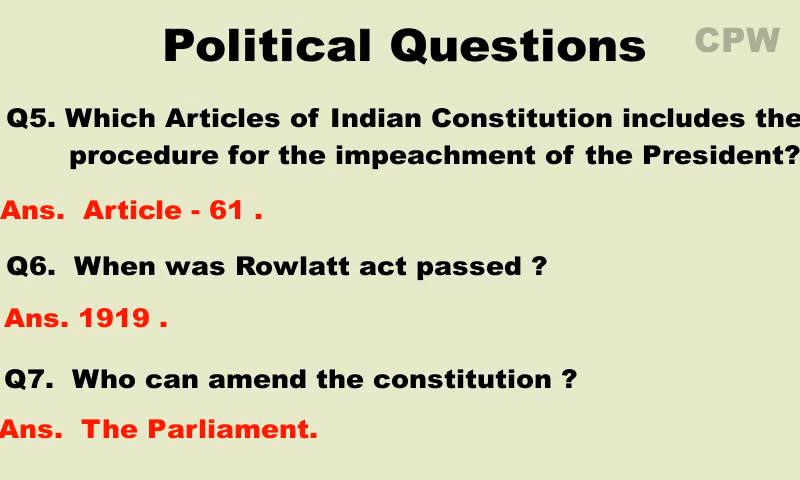 Political Questions
CPW
Q5. Which Articles of Indian Constitution includes the
procedure for the impeachment of the President?
Ans. Article - 61 .
Q6. When was Rowlatt act passed ?
Ans. 1919 .
Q7. Who can amend the constitution ?
Ans. The Parliament.